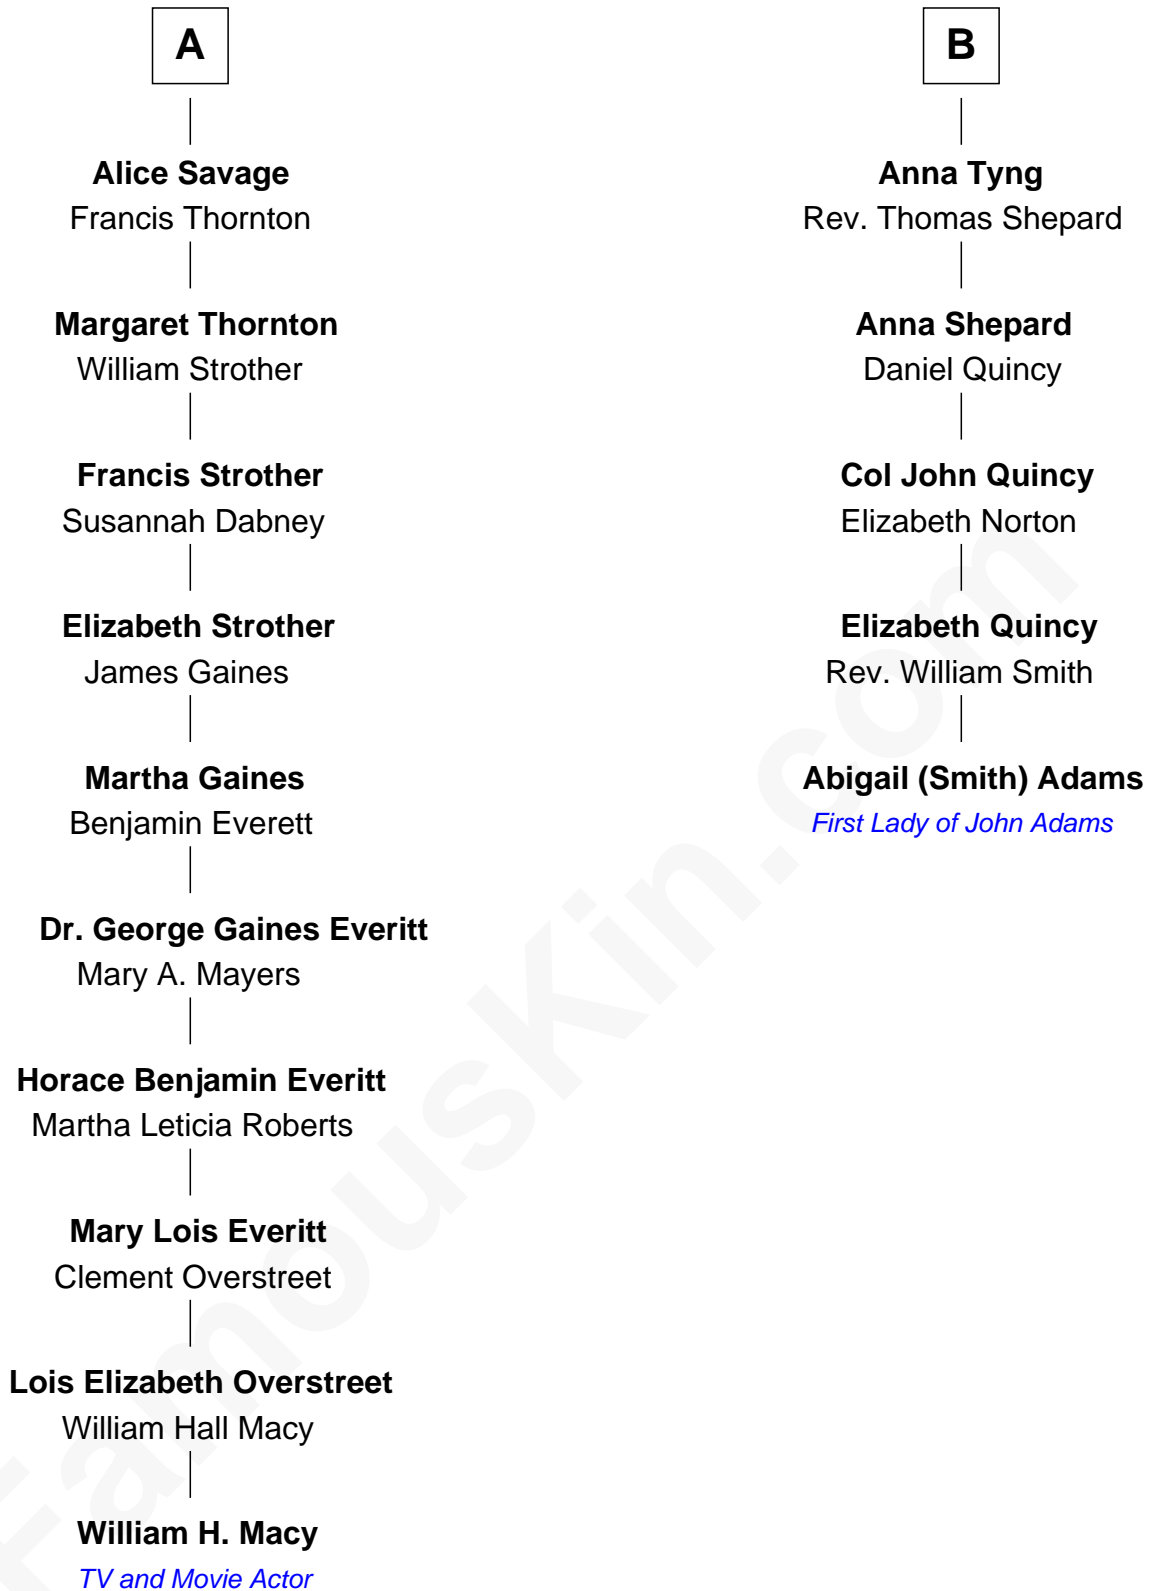 A
Alice Savage
Francis Thornton
Margaret Thornton
William Strother
Francis Strother
Susannah Dabney
Elizabeth Strother
James Gaines
Martha Gaines
Benjamin Everett
Dr. George Gaines Everitt
Mary A. Mayers
Horace Benjamin Everitt
Martha Leticia Roberts
Mary Lois Everitt
Clement Overstreet
Lois Elizabeth Overstreet
William Hall Macy
William H. Macy
TV and Movie Actor
B
Anna Tyng
Rev. Thomas Shepard
Anna Shepard
Daniel Quincy
Col John Quincy
Elizabeth Norton
Elizabeth Quincy
Rev. William Smith
Abigail (Smith) Adams
First Lady of John Adams
FamousKin.com